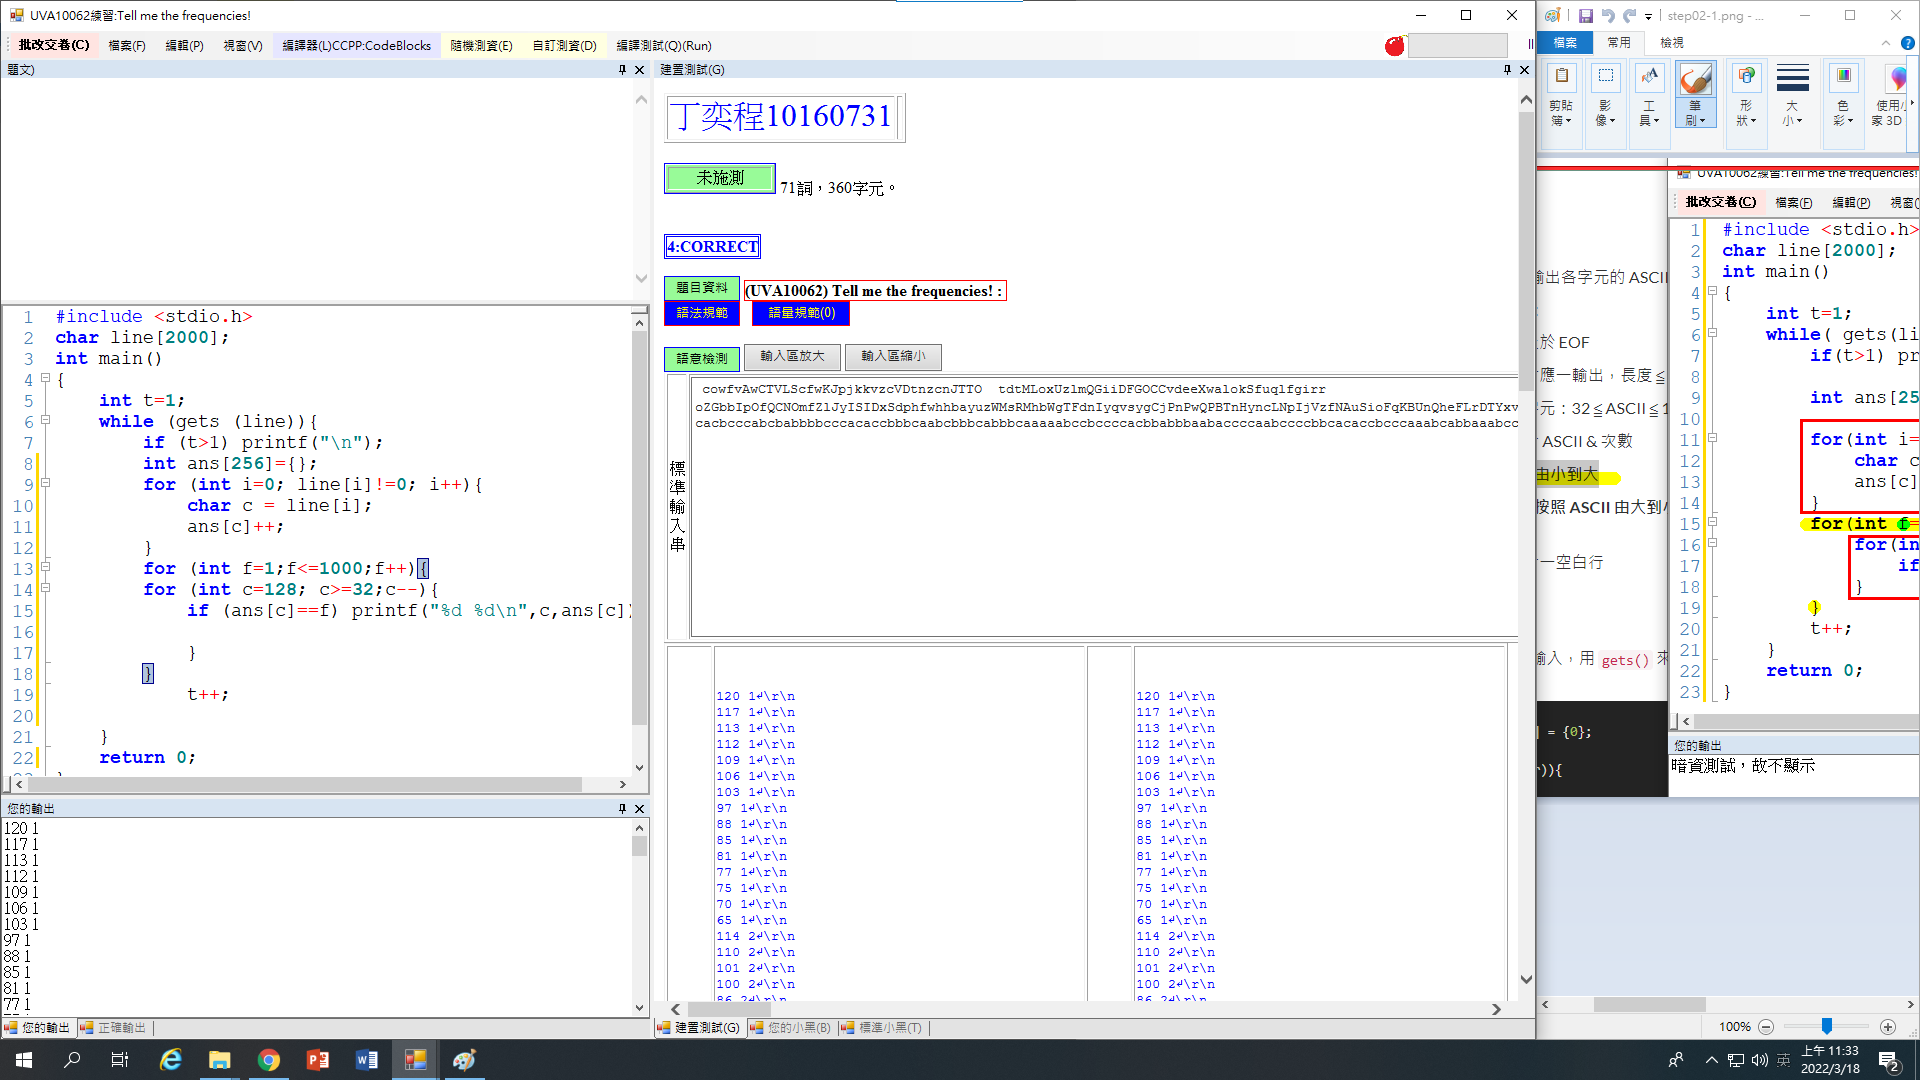 UVA10062練習:Tell me the frequencies!
批改交卷(C) 檔案(F) 編輯(P) 視窗(V) 編譯器(L)CCPP:CodeBlocks 隨機測資(E) 自訂測資(D) 編譯測試(Q)(Run)
題文)
1 #include <stdio.h>
2 char line[2000];
3 int main()
4 {
5 int t=1;
6 while (gets (line)){
7 if (t>1) printf("\n");
8 int ans[256]={};
9 for (int i=0; line[i]!=0; i++){
10 char c = line[i];
11 ans[c]++;
12 }
13 for (int f=1;f<=1000;f++){
14 for (int c=128; c>=32;c--){
15 if (ans[c]==f) printf("%d %d\n",c,ans[c])
16
17 }
18 }
19 t++;
20
21 }
22 return 0;
您的輸出
120 1
117 1
113 1
112 1
109 1
106 1
103 1
97 1
88 1
85 1
81 1
77 1
您的輸出 正確輸出
建置測試(G)
丁奕程10160731
未施測 71詞，360字元。
4:CORRECT
題目資料 (UVA10062) Tell me the frequencies! :
語法規範 語量規範(0)
語意檢測 輸入區放大 輸入區縮小
標準輸入串
cowfvAwCTVLScfwKJpjkkvzcVDtnzcnJTTO tdtMLoxUzlmQGiiDFGOCCvdeeXwalokSfuqlfgirr
oZGbbIpOfQCNOmfZlJyISIDxSdphfwhhbayuzWMsRMhbWgTFdnIyqvsygCjPnPwQPBTnHyncLNpIjVzfNAuSioFqKBUnQheFLrDTYxv
cacbcccabcbabbbbcccacaccbbbcaabcbbbcabbbcaaaaabccbccccacbbabbbaabaccccaabccccbbcacaccbcccaaabcabbaaabcc
120 1↲\r\n 120 1↲\r\n
117 1↲\r\n 117 1↲\r\n
113 1↲\r\n 113 1↲\r\n
112 1↲\r\n 112 1↲\r\n
109 1↲\r\n 109 1↲\r\n
106 1↲\r\n 106 1↲\r\n
103 1↲\r\n 103 1↲\r\n
97 1↲\r\n 97 1↲\r\n
88 1↲\r\n 88 1↲\r\n
85 1↲\r\n 85 1↲\r\n
81 1↲\r\n 81 1↲\r\n
77 1↲\r\n 77 1↲\r\n
75 1↲\r\n 75 1↲\r\n
70 1↲\r\n 70 1↲\r\n
65 1↲\r\n 65 1↲\r\n
114 2↲\r\n 114 2↲\r\n
110 2↲\r\n 110 2↲\r\n
101 2↲\r\n 101 2↲\r\n
100 2↲\r\n 100 2↲\r\n
86 2↲\r\n 86 2↲\r\n
建置測試(G) 您的小黑(B) 標準小黑(T)
step02-1.png - ...
檔案 常用 檢視
剪貼簿 影像 工具 筆刷 形狀 大小 色彩 使用小 家 3D
輸出各字元的 ASCII
於 EOF
應一輸出，長度≦
元：32≦ASCII≦1
ASCII & 次數
由小到大
按照 ASCII 由大到小
一空白行
輸入，用 gets() 來
= {0};
)){
UVA10062練習:Tell me the frequencies!
批改交卷(C) 檔案(F) 編輯(P) 視窗(
1 #include <stdio.h>
2 char line[2000];
3 int main()
4 {
5 int t=1;
6 while( gets(li
7 if(t>1) pr
8
9 int ans[25
10
11 for(int i=
12 char c
13 ans[c]
14 }
15 for(int f=
16 for(in
17 if
18 }
19 }
20 t++;
21 }
22 return 0;
23 }
您的輸出
暗資測試，故不顯示
100%
英
上午 11:33
2022/3/18
2